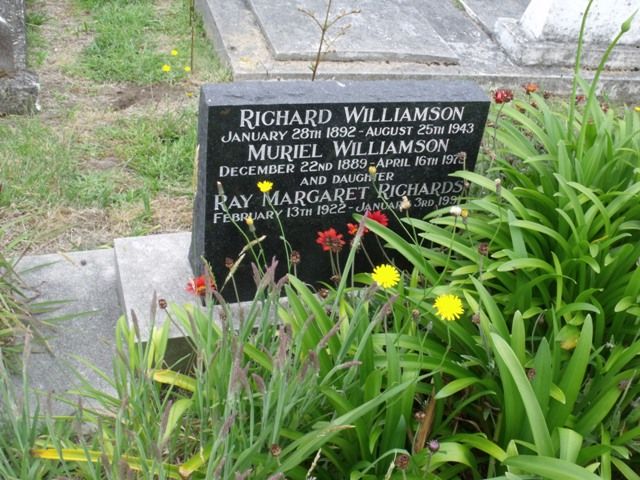 RICHARD WILLIAMSON
JANUARY 28TH 1892 - AUGUST 25TH 1943
MURIEL WILLIAMSON
DECEMBER 22ND 1889 - APRIL 16TH
AND DAUGHTER
RAY MARGARET RICHARDS
FEBRUARY 13TH 1922 - JANUARY 3RD